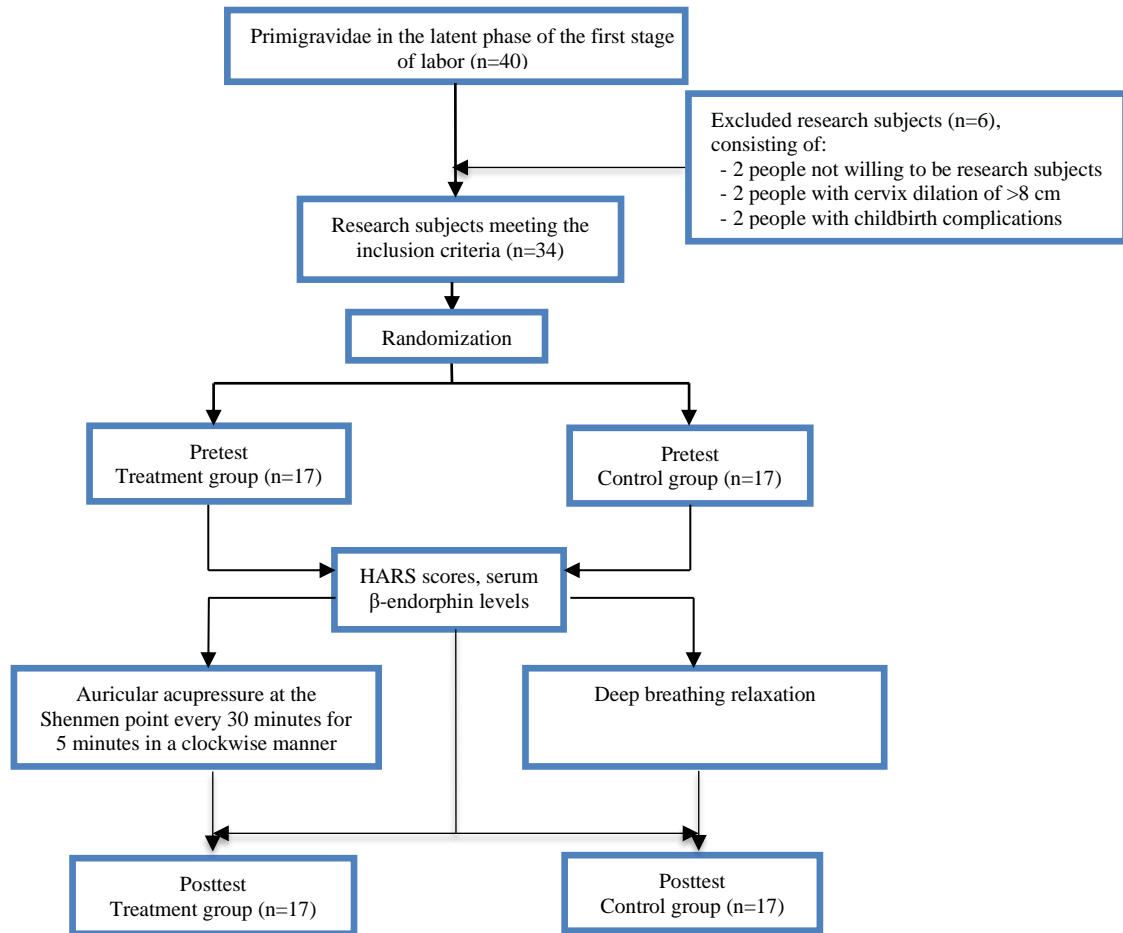 Primigravidae in the latent phase of the first stage
of labor (n=40)
Excluded research subjects (n=6),
consisting of:
- 2 people not willing to be research subjects
- 2 people with cervix dilation of >8 cm
- 2 people with childbirth complications
Research subjects meeting the
inclusion criteria (n=34)
Randomization
Pretest
Treatment group (n=17)
Pretest
Control group (n=17)
HARS scores, serum
β-endorphin levels
Auricular acupressure at the
Shenmen point every 30 minutes for
5 minutes in a clockwise manner
Deep breathing relaxation
Posttest
Treatment group (n=17)
Posttest
Control group (n=17)